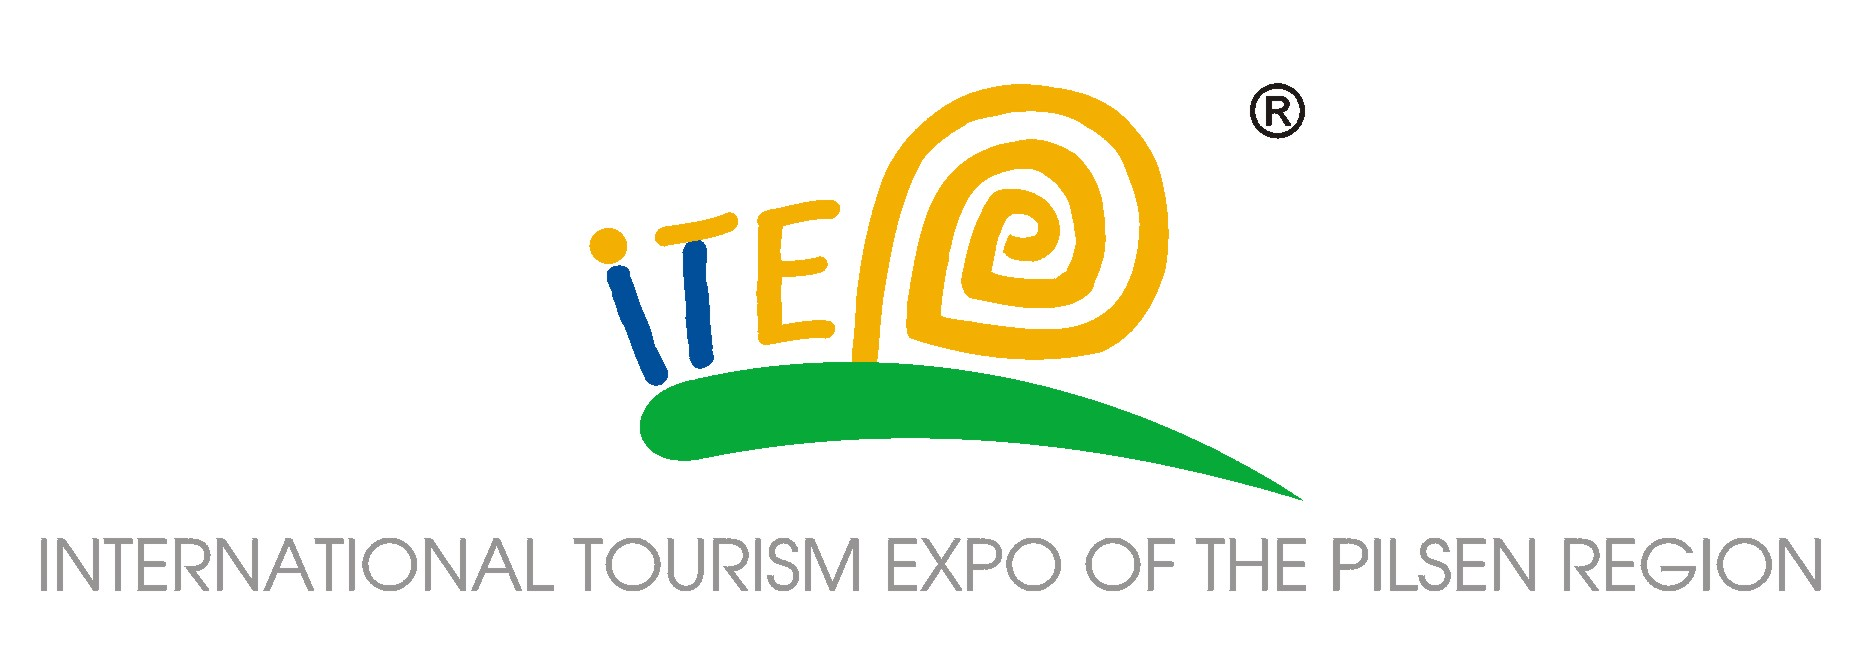 iTEP ®
INTERNATIONAL TOURISM EXPO OF THE PILSEN REGION